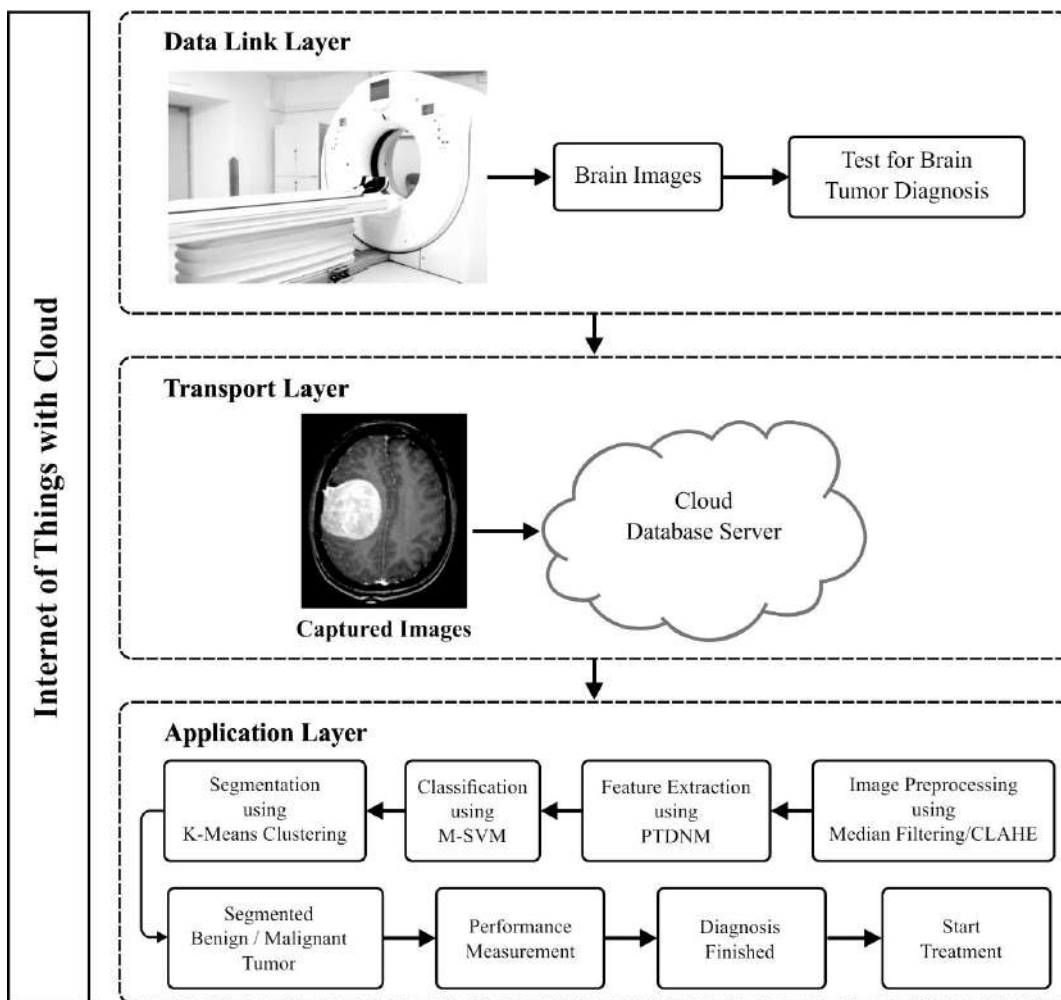 Internet of Things with Cloud
Data Link Layer
Brain Images
Test for Brain
Tumor Diagnosis
Transport Layer
Captured Images
Cloud
Database Server
Application Layer
Segmentation
using
K-Means Clustering
Classification
using
M-SVM
Feature Extraction
using
PTDNM
Image Preprocessing
using
Median Filtering/CLAHE
Segmented
Benign / Malignant
Tumor
Performance
Measurement
Diagnosis
Finished
Start
Treatment